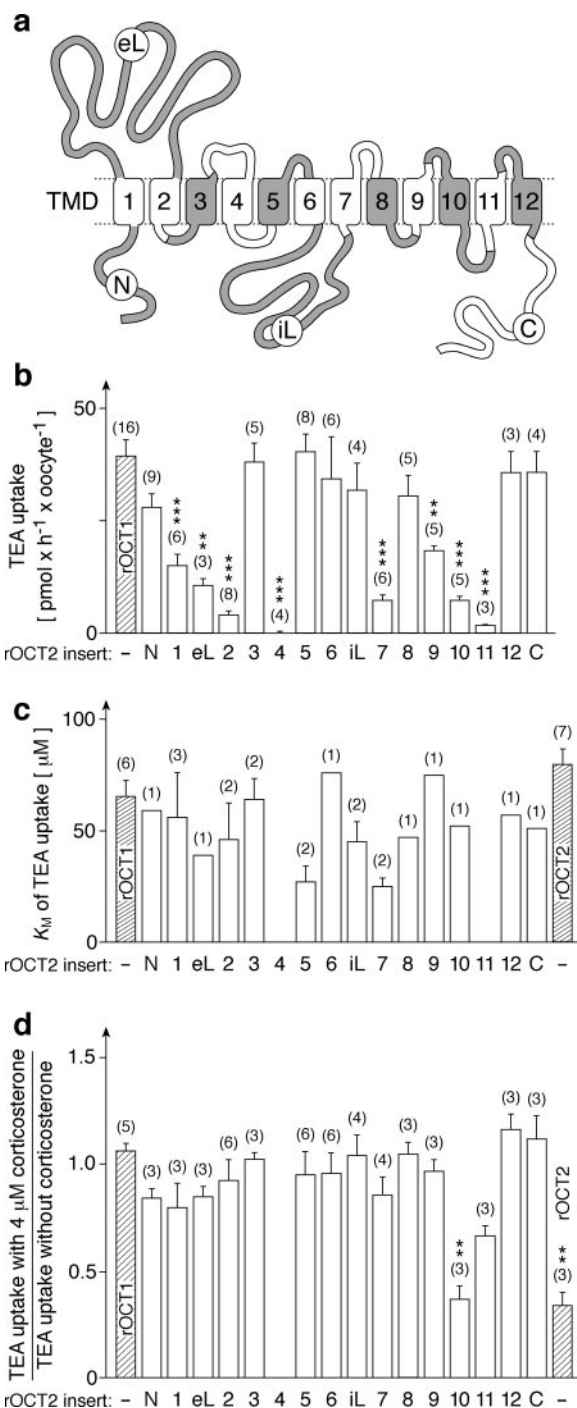 a
eL
TMD 1 2 3 4 5 6 7 8 9 10 11 12
N iL C
b
TEA uptake
[ pmol x h⁻¹ x oocyte⁻¹ ]
50
0
(16) (9) (6) (3) (8) (5) (4) (8) (6) (4) (6) (5) (5) (5) (3) (3) (4)
*** ** *** *** *** ** *** ***
rOCT1
rOCT2 insert: – N 1 eL 2 3 4 5 6 iL 7 8 9 10 11 12 C
c
K_M of TEA uptake [ µM ]
100
50
0
(6) (1) (3) (1) (2) (2) (2) (1) (2) (2) (1) (1) (1) (1) (1) (7)
rOCT1
rOCT2
rOCT2 insert: – N 1 eL 2 3 4 5 6 iL 7 8 9 10 11 12 C –
d
TEA uptake with 4 µM corticosterone
TEA uptake without corticosterone
1.5
1.0
0.5
0
(5) (3) (3) (3) (6) (3) (6) (6) (4) (4) (3) (3) (3) (3) (3) (3) (3)
** **
rOCT1
rOCT2
rOCT2 insert: – N 1 eL 2 3 4 5 6 iL 7 8 9 10 11 12 C –